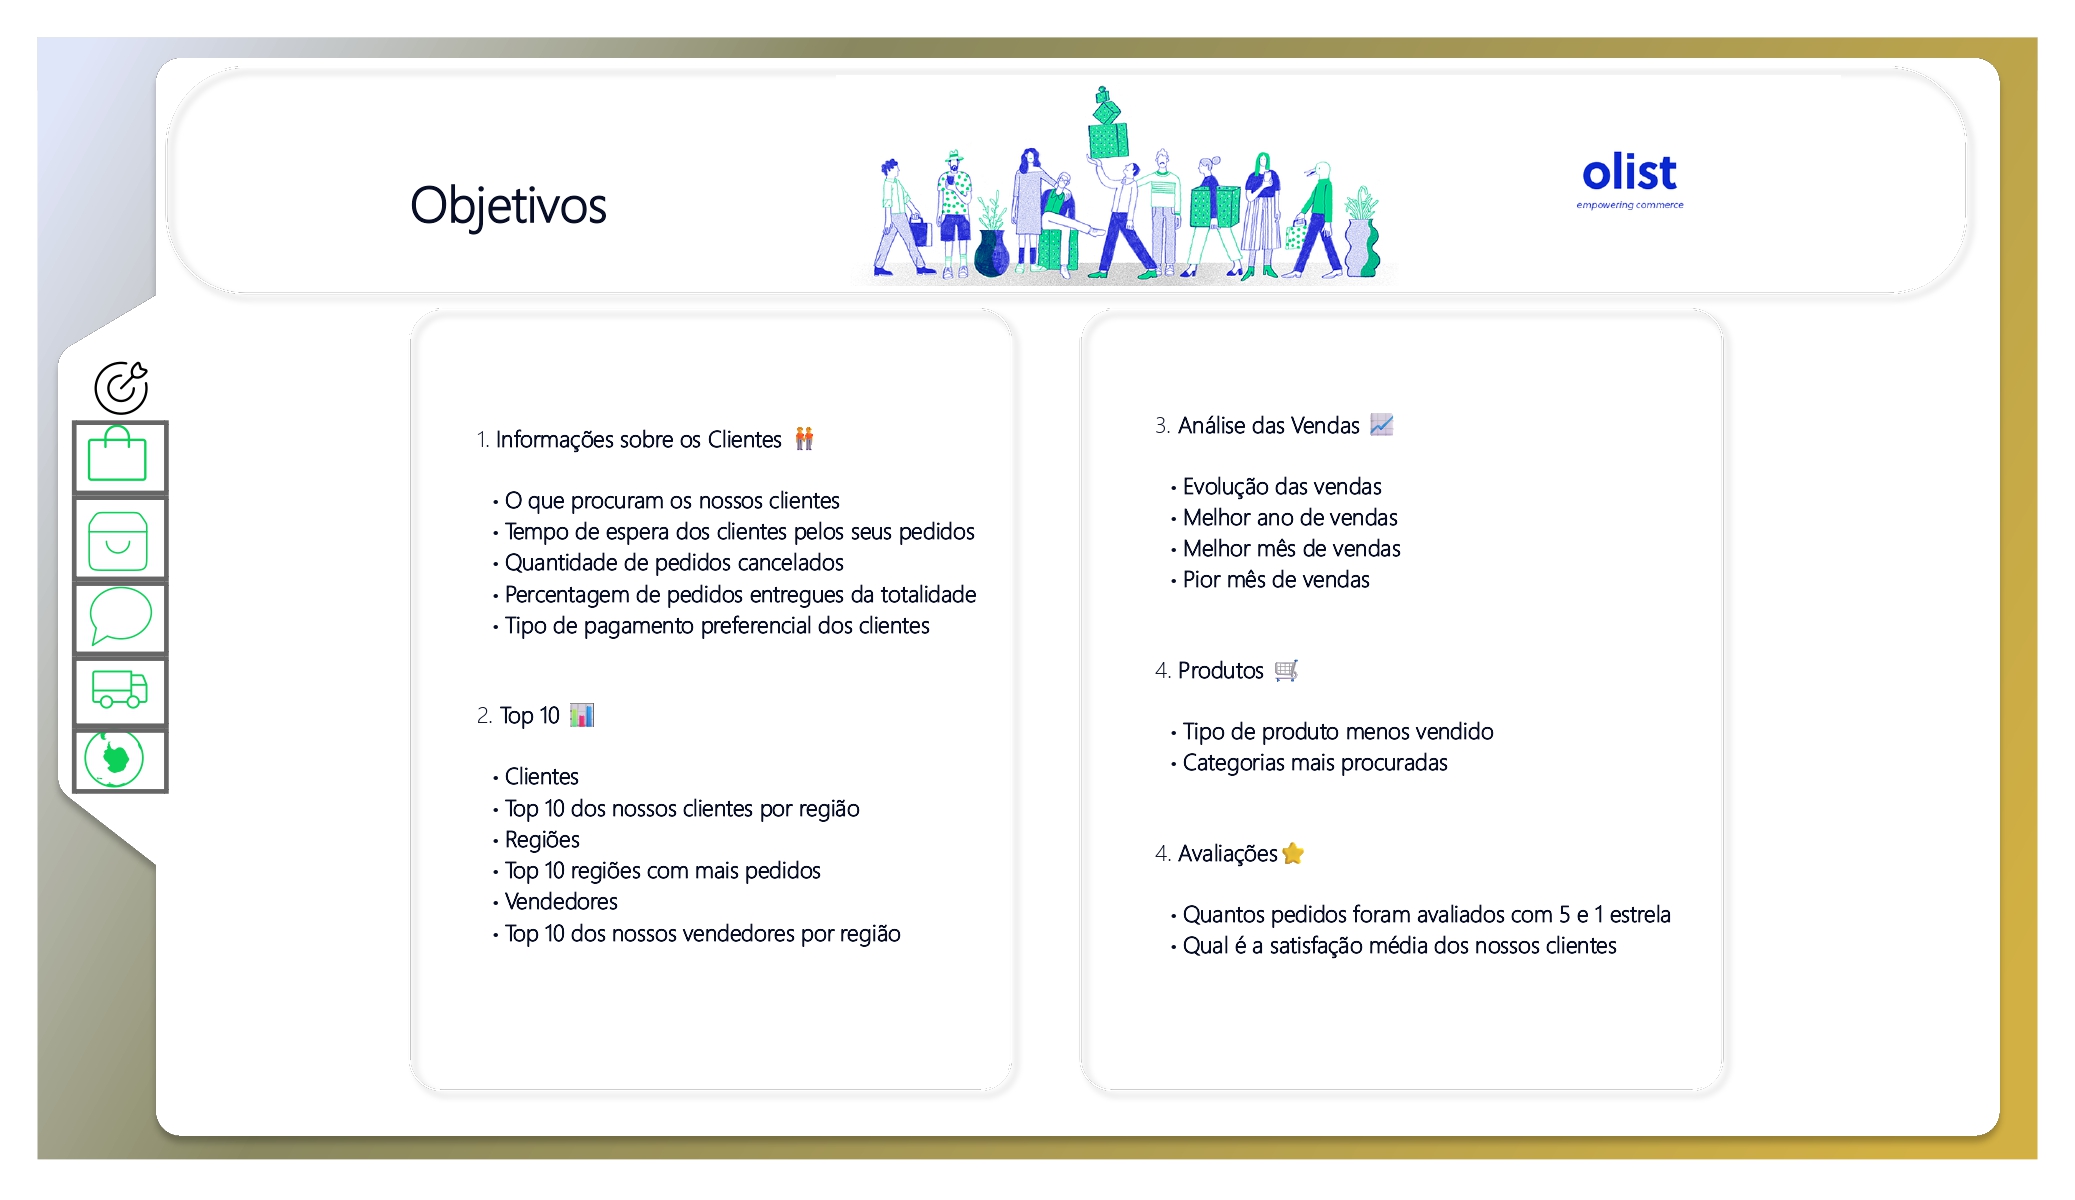 Objetivos
olist
empowering commerce
1. Informações sobre os Clientes
• O que procuram os nossos clientes
• Tempo de espera dos clientes pelos seus pedidos
• Quantidade de pedidos cancelados
• Percentagem de pedidos entregues da totalidade
• Tipo de pagamento preferencial dos clientes
2. Top 10
• Clientes
• Top 10 dos nossos clientes por região
• Regiões
• Top 10 regiões com mais pedidos
• Vendedores
• Top 10 dos nossos vendedores por região
3. Análise das Vendas
• Evolução das vendas
• Melhor ano de vendas
• Melhor mês de vendas
• Pior mês de vendas
4. Produtos
• Tipo de produto menos vendido
• Categorias mais procuradas
4. Avaliações
• Quantos pedidos foram avaliados com 5 e 1 estrela
• Qual é a satisfação média dos nossos clientes